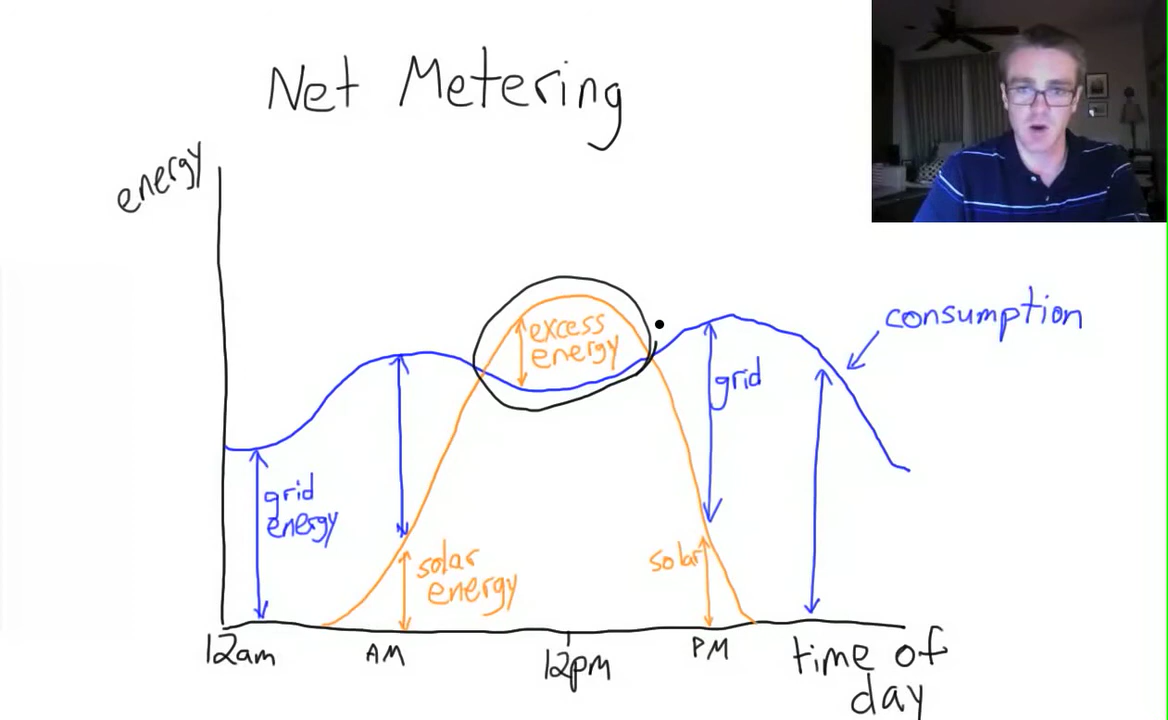 Net Metering
energy
excess
energy
consumption
grid
grid
energy
solar
energy
solar
12am
AM
12pm
PM
time of
day